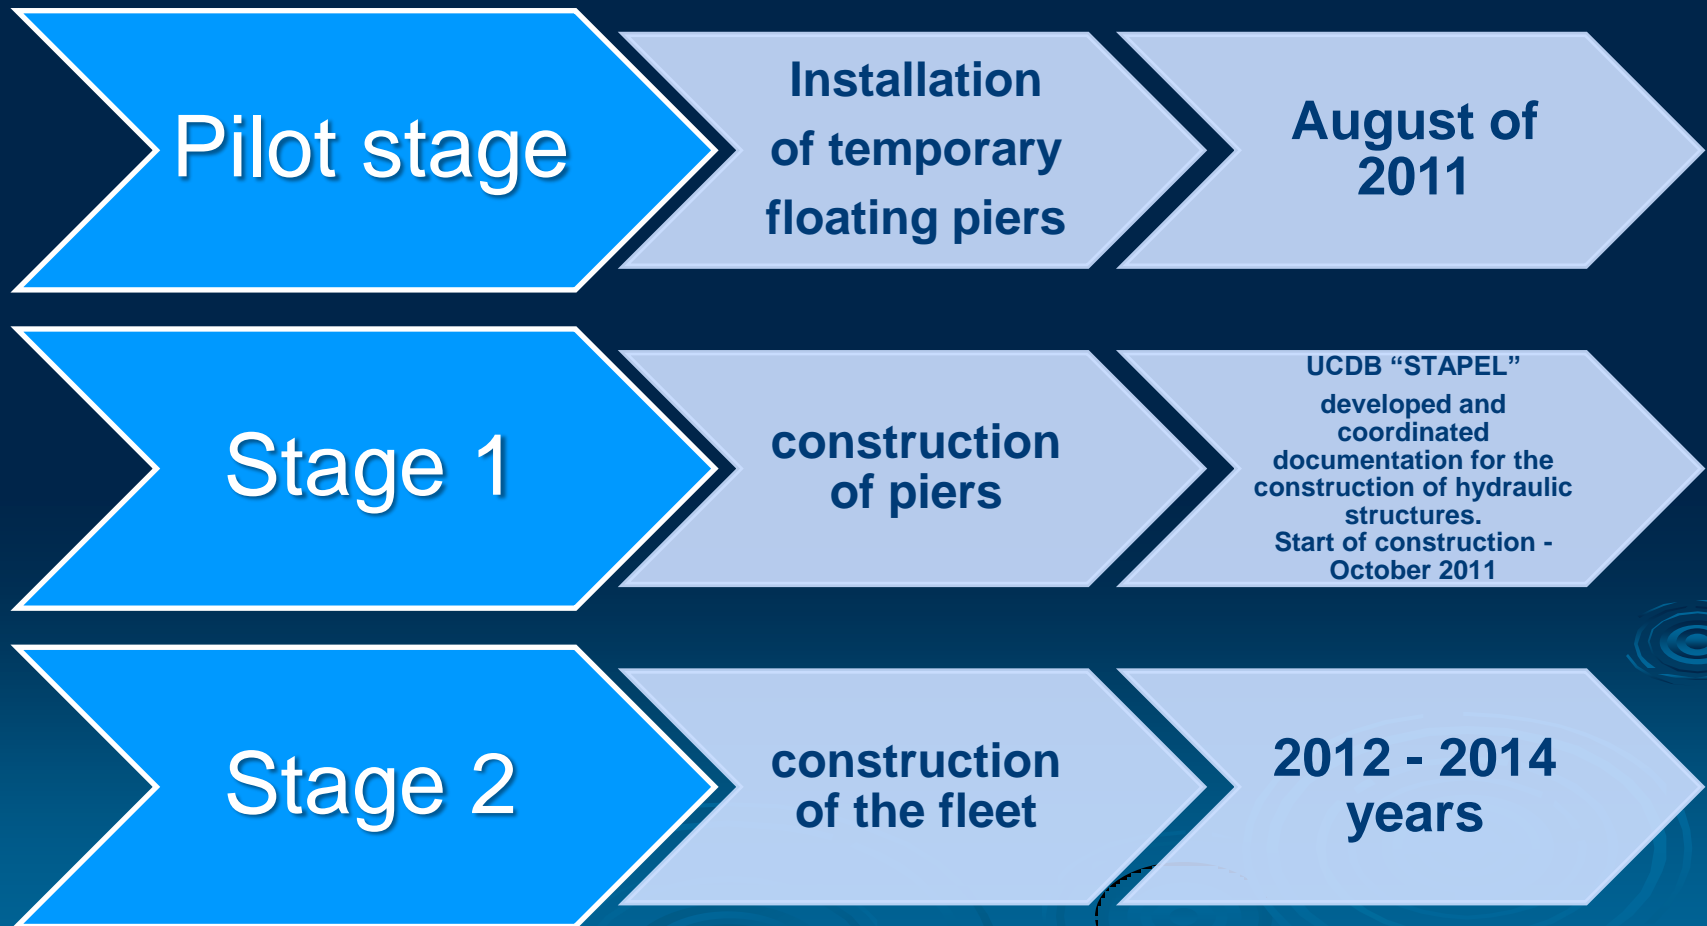 Pilot stage
Installation
of temporary
floating piers
August of
2011
Stage 1
construction
of piers
UCDB “STAPEL”
developed and
coordinated
documentation for the
construction of hydraulic
structures.
Start of construction -
October 2011
Stage 2
construction
of the fleet
2012 - 2014
years